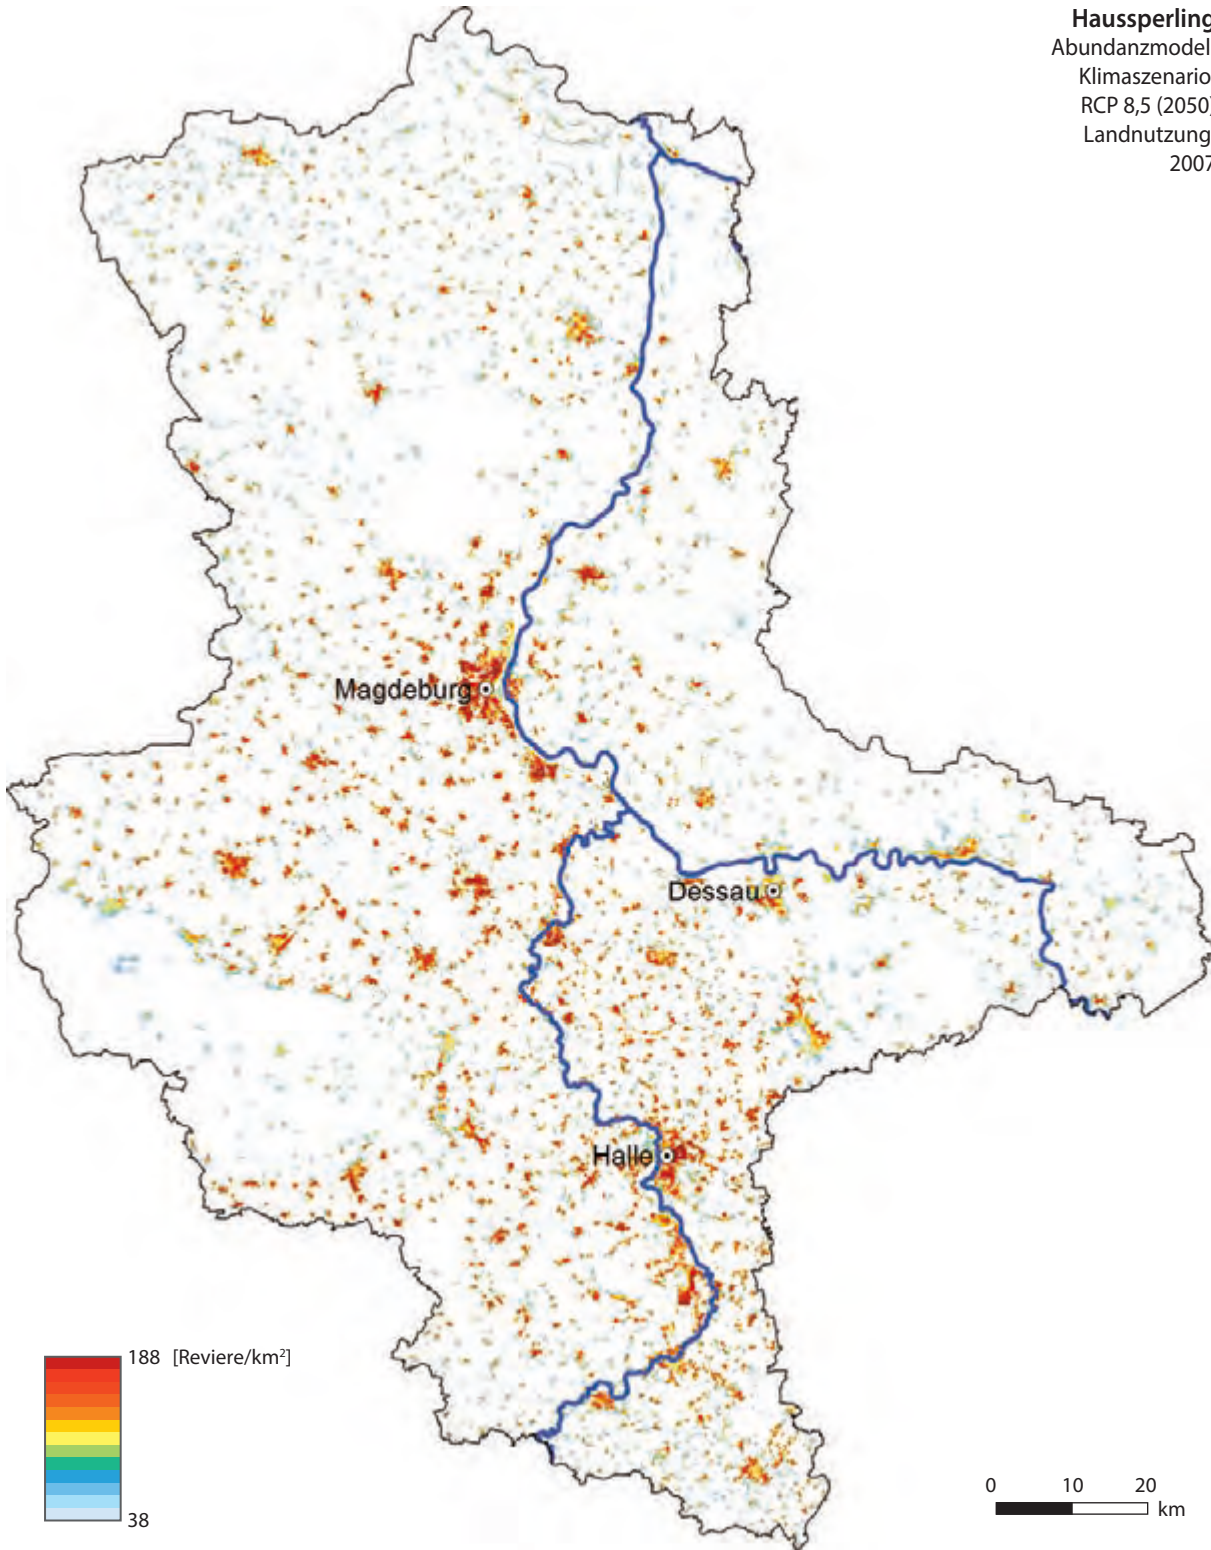 Haussperling
Abundanzmodell
Klimaszenario
RCP 8,5 (2050)
Landnutzung
2007
Magdeburg
Dessau
Halle
188 [Reviere/km²]
38
0 10 20
km